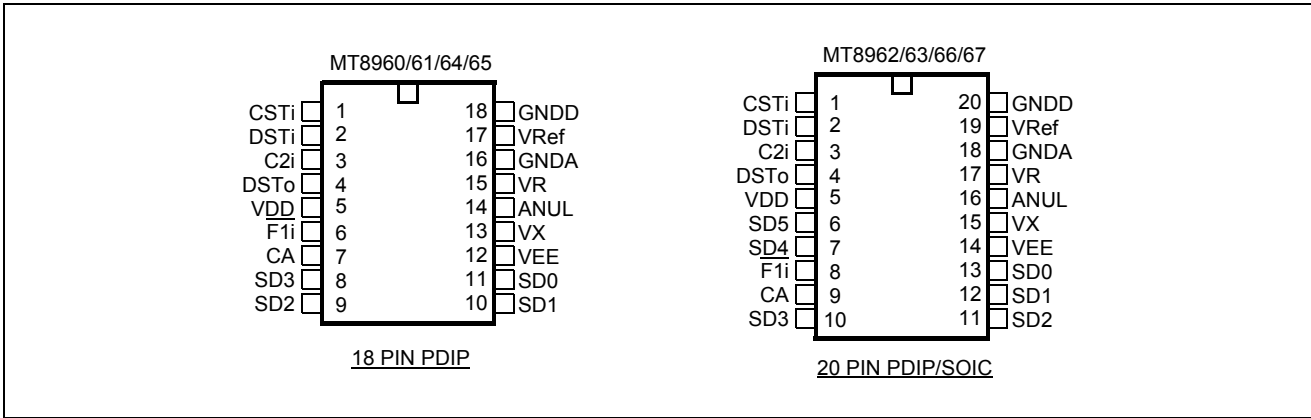 MT8960/61/64/65
CSTi 1 18 GNDD
DSTi 2 17 VRef
C2i 3 16 GNDA
DSTo 4 15 VR
VDD 5 14 ANUL
F1i 6 13 VX
CA 7 12 VEE
SD3 8 11 SD0
SD2 9 10 SD1
18 PIN PDIP
MT8962/63/66/67
CSTi 1 20 GNDD
DSTi 2 19 VRef
C2i 3 18 GNDA
DSTo 4 17 VR
VDD 5 16 ANUL
SD5 6 15 VX
SD4 7 14 VEE
F1i 8 13 SD0
CA 9 12 SD1
SD3 10 11 SD2
20 PIN PDIP/SOIC